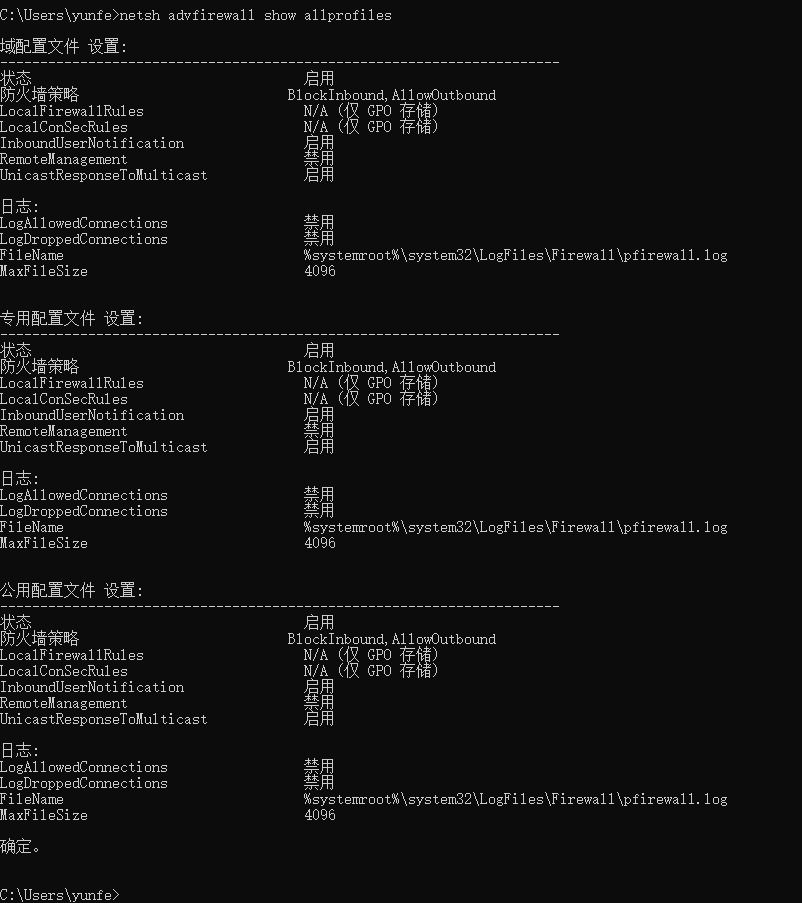 C:\Users\yunfe>netsh advfirewall show allprofiles
域配置文件 设置:
----------------------------------------------------------------------
状态                                  启用
防火墙策略                            BlockInbound,AllowOutbound
LocalFirewallRules                    N/A (仅 GPO 存储)
LocalConSecRules                      N/A (仅 GPO 存储)
InboundUserNotification               启用
RemoteManagement                      禁用
UnicastResponseToMulticast            启用
日志:
LogAllowedConnections                 禁用
LogDroppedConnections                 禁用
FileName                              %systemroot%\system32\LogFiles\Firewall\pfirewall.log
MaxFileSize                           4096
专用配置文件 设置:
----------------------------------------------------------------------
状态                                  启用
防火墙策略                            BlockInbound,AllowOutbound
LocalFirewallRules                    N/A (仅 GPO 存储)
LocalConSecRules                      N/A (仅 GPO 存储)
InboundUserNotification               启用
RemoteManagement                      禁用
UnicastResponseToMulticast            启用
日志:
LogAllowedConnections                 禁用
LogDroppedConnections                 禁用
FileName                              %systemroot%\system32\LogFiles\Firewall\pfirewall.log
MaxFileSize                           4096
公用配置文件 设置:
----------------------------------------------------------------------
状态                                  启用
防火墙策略                            BlockInbound,AllowOutbound
LocalFirewallRules                    N/A (仅 GPO 存储)
LocalConSecRules                      N/A (仅 GPO 存储)
InboundUserNotification               启用
RemoteManagement                      禁用
UnicastResponseToMulticast            启用
日志:
LogAllowedConnections                 禁用
LogDroppedConnections                 禁用
FileName                              %systemroot%\system32\LogFiles\Firewall\pfirewall.log
MaxFileSize                           4096
确定。
C:\Users\yunfe>